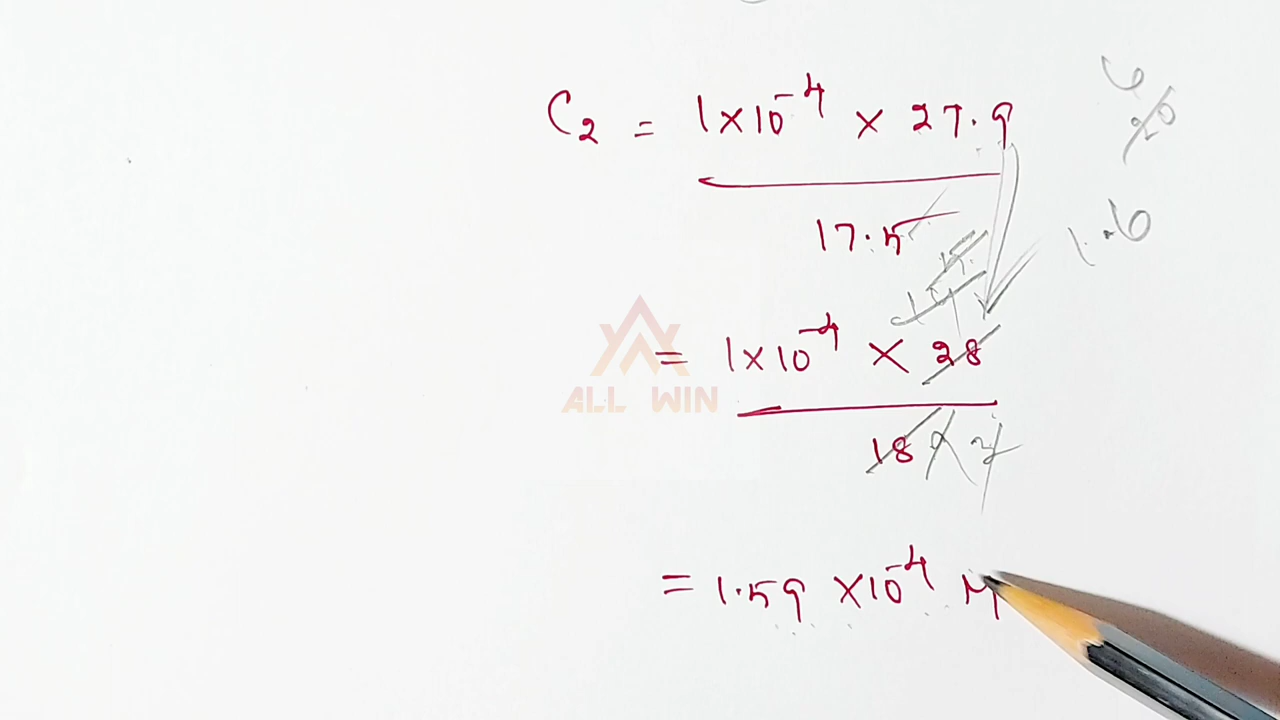 C₂ = 1×10⁻⁴ × 27.9
17.5
= 1×10⁻⁴ × 28
18
ALL WIN
= 1.59 ×10⁻⁴ M
1.6